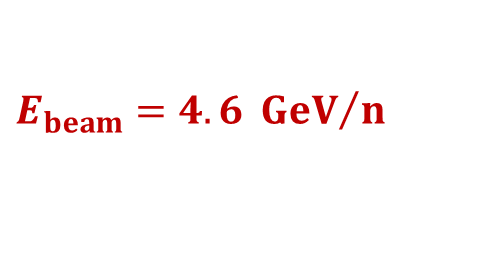 E_beam = 4.6 GeV/n